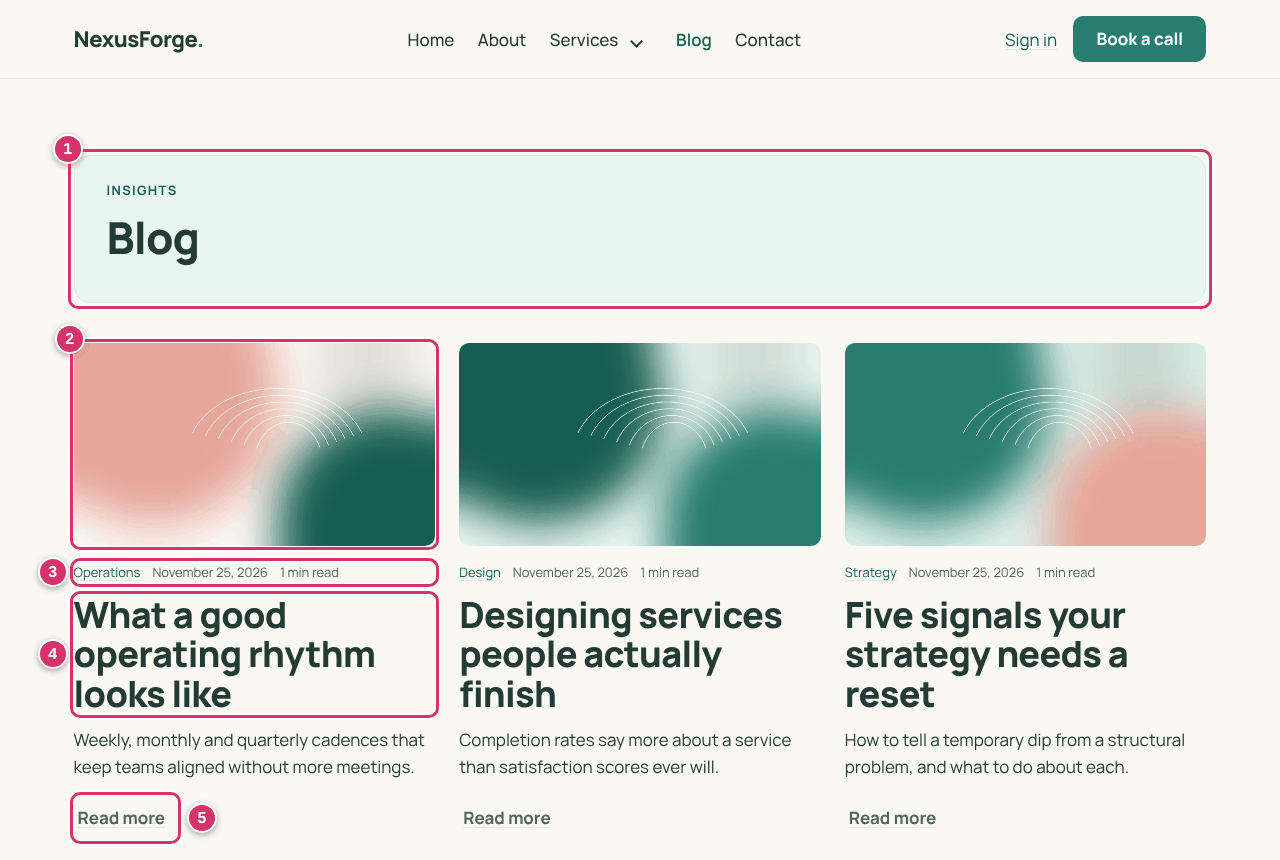 NexusForge.
Home About Services Blog Contact
Sign in Book a call
1
INSIGHTS
Blog
2
3
Operations November 25, 2026 1 min read
4
What a good
operating rhythm
looks like
Weekly, monthly and quarterly cadences that
keep teams aligned without more meetings.
Read more
5
Design November 25, 2026 1 min read
Designing services
people actually
finish
Completion rates say more about a service
than satisfaction scores ever will.
Read more
Strategy November 25, 2026 1 min read
Five signals your
strategy needs a
reset
How to tell a temporary dip from a structural
problem, and what to do about each.
Read more